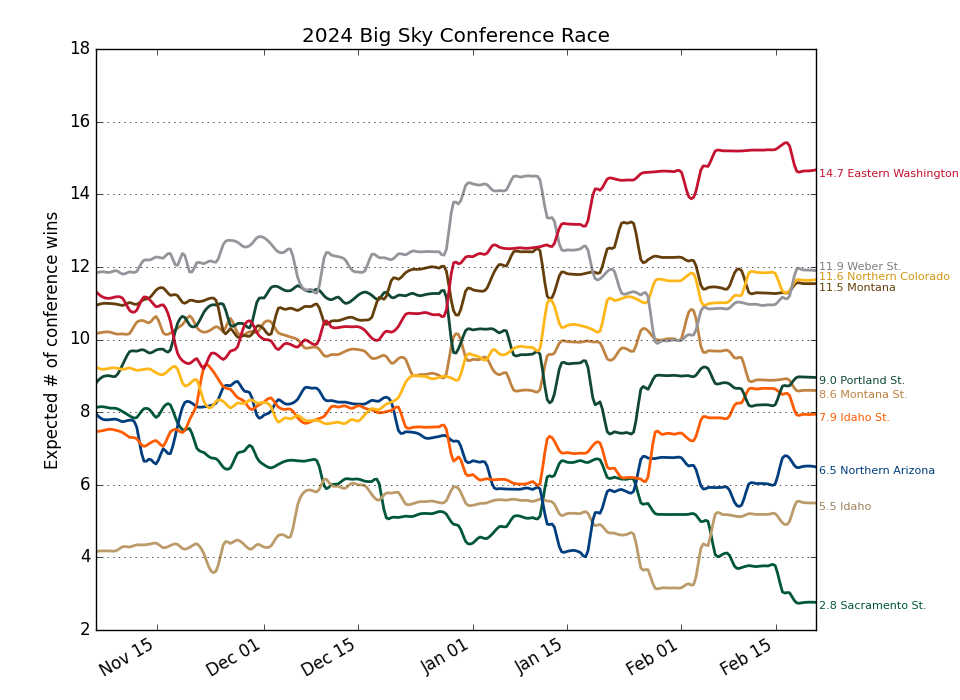 2024 Big Sky Conference Race
Expected # of conference wins
18
16
14
12
10
8
6
4
2
Nov 15
Dec 01
Dec 15
Jan 01
Jan 15
Feb 01
Feb 15
14.7 Eastern Washington
11.9 Weber St.
11.6 Northern Colorado
11.5 Montana
9.0 Portland St.
8.6 Montana St.
7.9 Idaho St.
6.5 Northern Arizona
5.5 Idaho
2.8 Sacramento St.